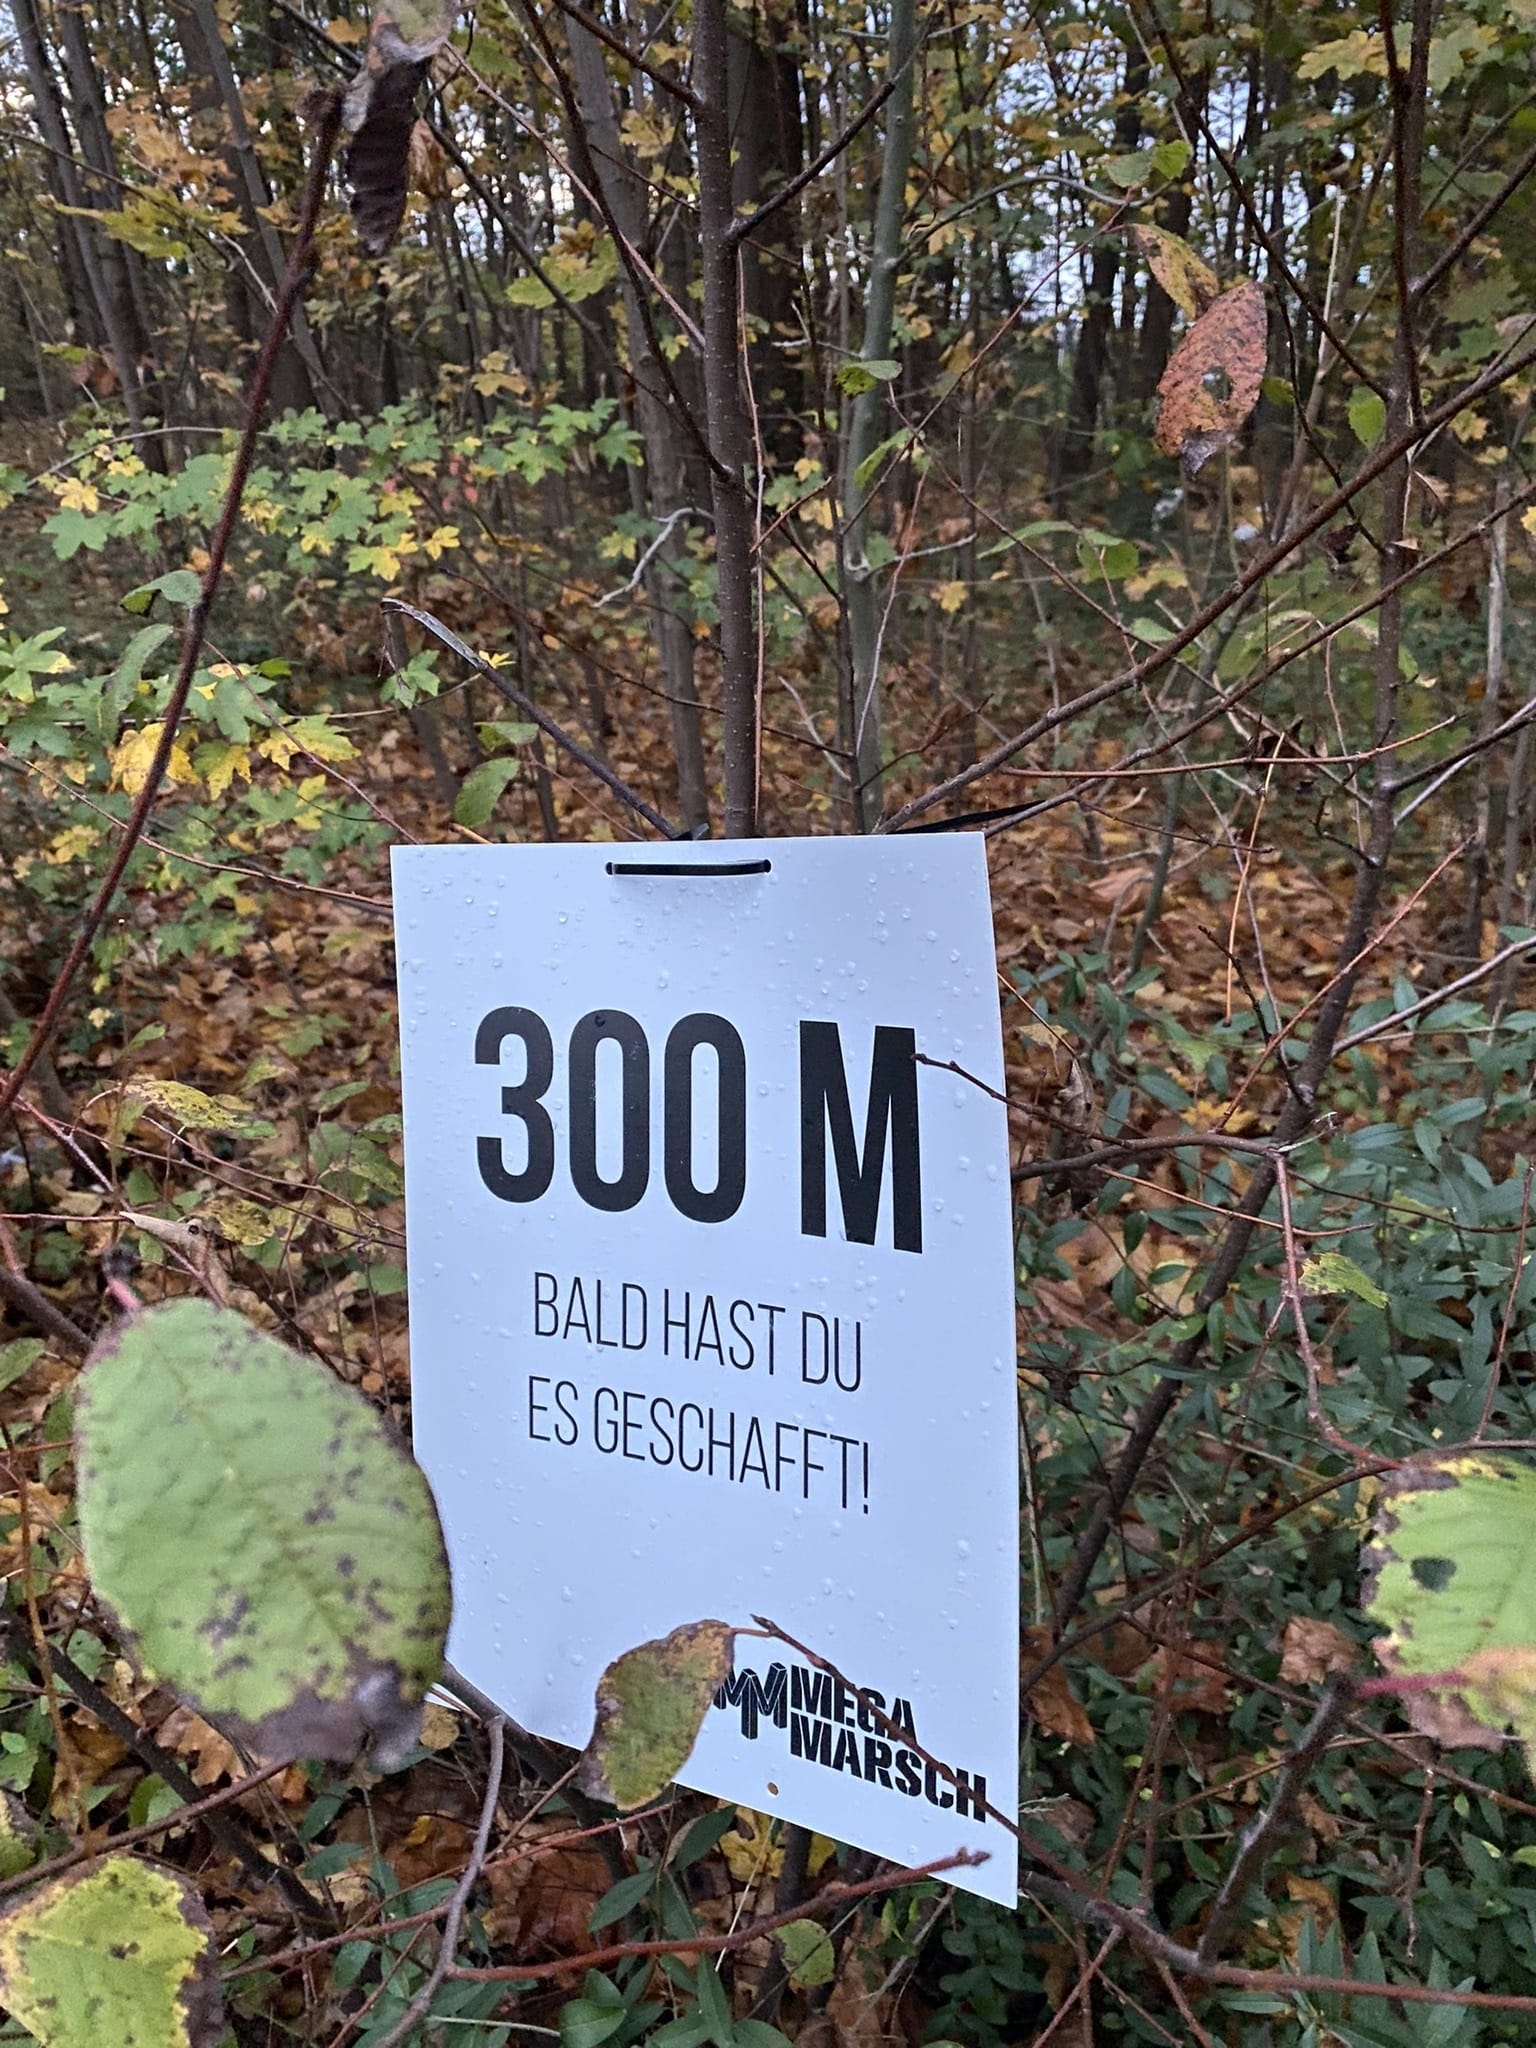 300 M
BALD HAST DU
ES GESCHAFFT!
MEGA
MARSCH